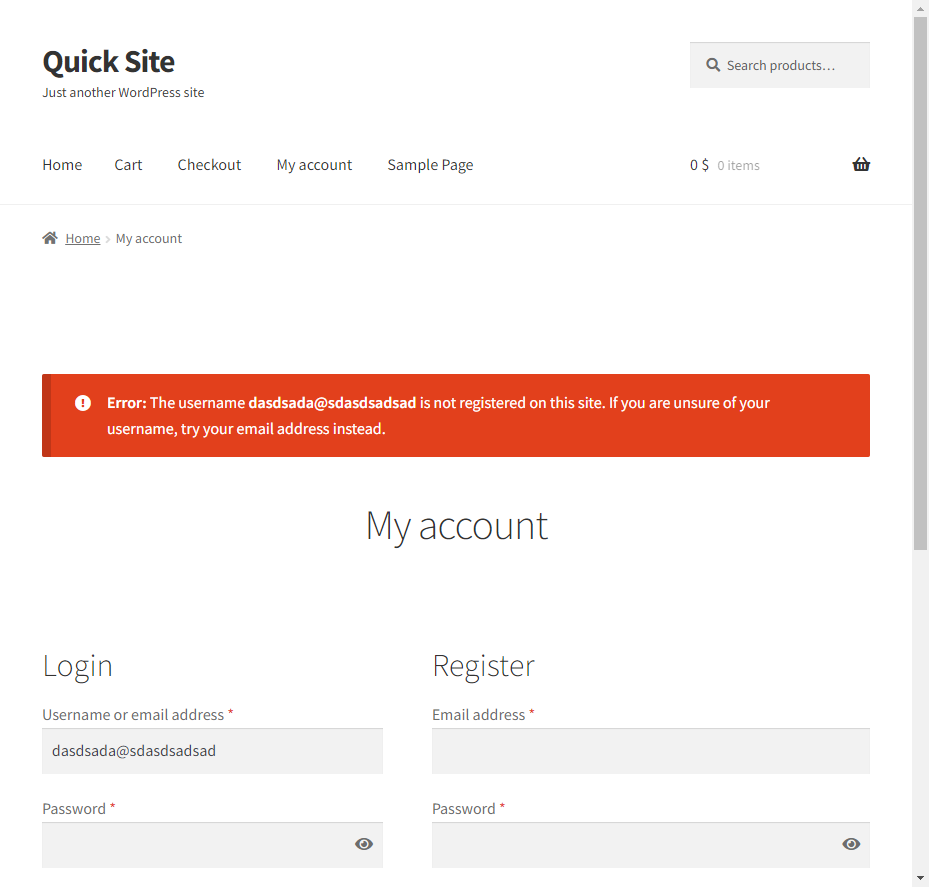 Quick Site
Just another WordPress site
Search products…
Home Cart Checkout My account Sample Page 0 $ 0 items
Home My account
Error: The username dasdsada@sdasdsadsad is not registered on this site. If you are unsure of your
username, try your email address instead.
My account
Login
Username or email address *
dasdsada@sdasdsadsad
Password *
Register
Email address *
Password *